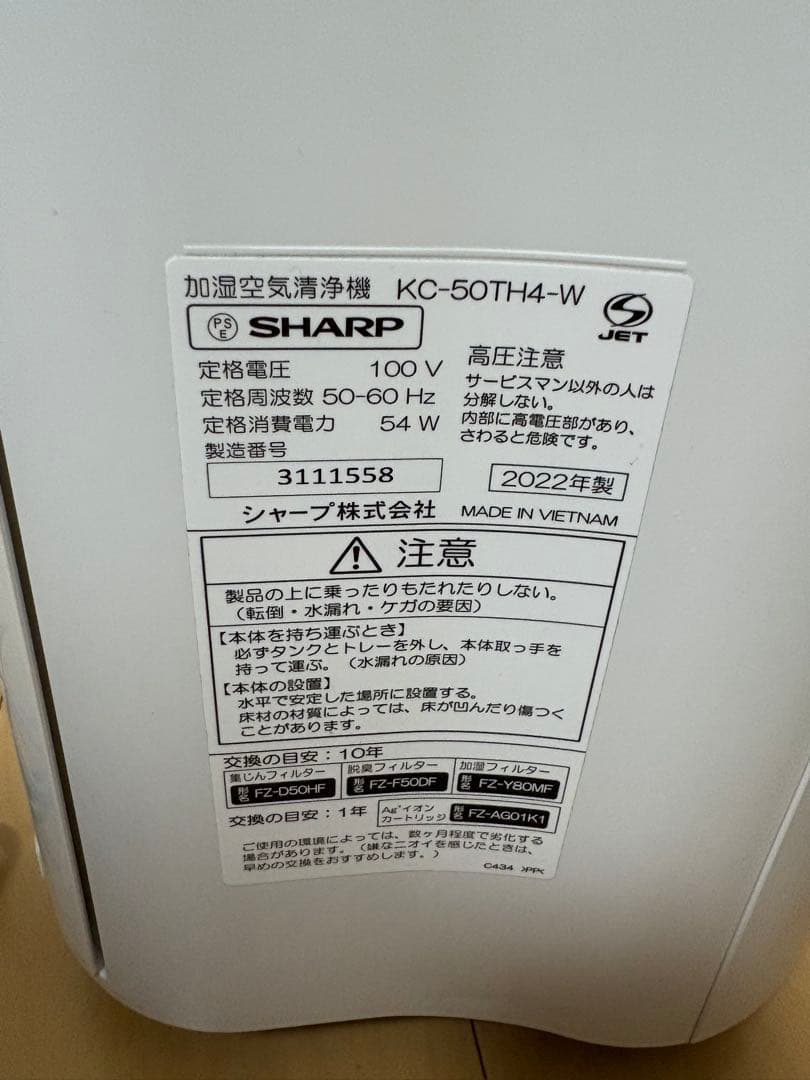 加湿空気清浄機 KC-50TH4-W
PS
E
SHARP
JET
定格電圧 100 V
定格周波数 50-60 Hz
定格消費電力 54 W
製造番号
3111558
高圧注意
サービスマン以外の人は
分解しない。
内部に高電圧部があり、
さわると危険です。
2022年製
シャープ株式会社 MADE IN VIETNAM
注意
製品の上に乗ったりもたれたりしない。
（転倒・水漏れ・ケガの要因）
【本体を持ち運ぶとき】
必ずタンクとトレーを外し、本体取っ手を
持って運ぶ。（水漏れの原因）
【本体の設置】
水平で安定した場所に設置する。
床材の材質によっては、床が凹んだり傷つく
ことがあります。
交換の目安：10年
集じんフィルター
形名 FZ-D50HF
脱臭フィルター
形名 FZ-F50DF
加湿フィルター
形名 FZ-Y80MF
交換の目安：1年
Ag⁺イオン
カートリッジ
形名 FZ-AG01K1
ご使用の環境によっては、数ヶ月程度で劣化する
場合があります。（嫌なニオイを感じたときは、
早めの交換をおすすめします。）
C434 >PP<